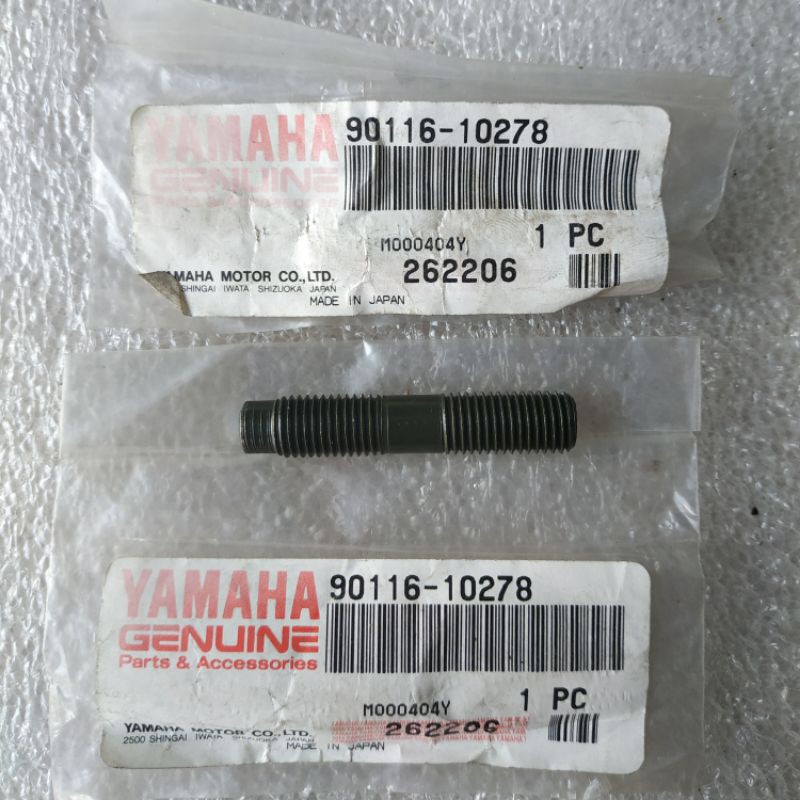 YAMAHA 90116-10278
GENUINE
Parts & Accessories
M000404Y 1 PC
YAMAHA MOTOR CO.,LTD. 262206
SHINGAI IWATA SHIZUOKA JAPAN
MADE IN JAPAN
YAMAHA 90116-10278
GENUINE
Parts & Accessories
M000404Y 1 PC
YAMAHA MOTOR CO.,LTD. 262206
2500 SHINGAI IWATA SHIZUOKA JAPAN
MADE IN JAPAN